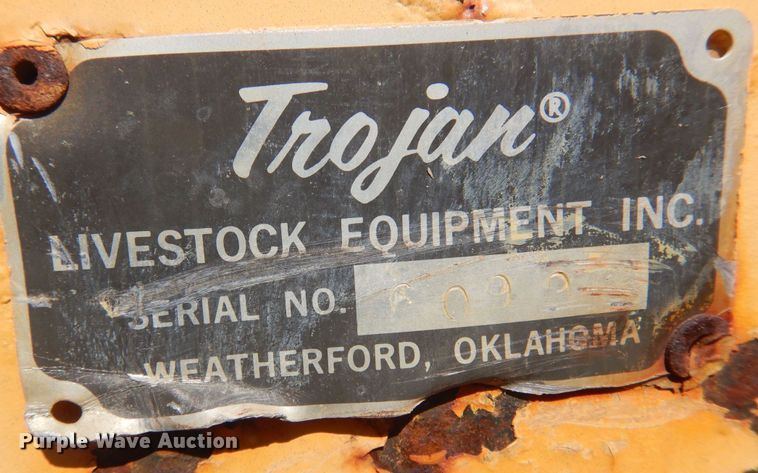 Trojan®
LIVESTOCK EQUIPMENT INC.
SERIAL NO.
WEATHERFORD, OKLAHOMA
Purple Wave Auction